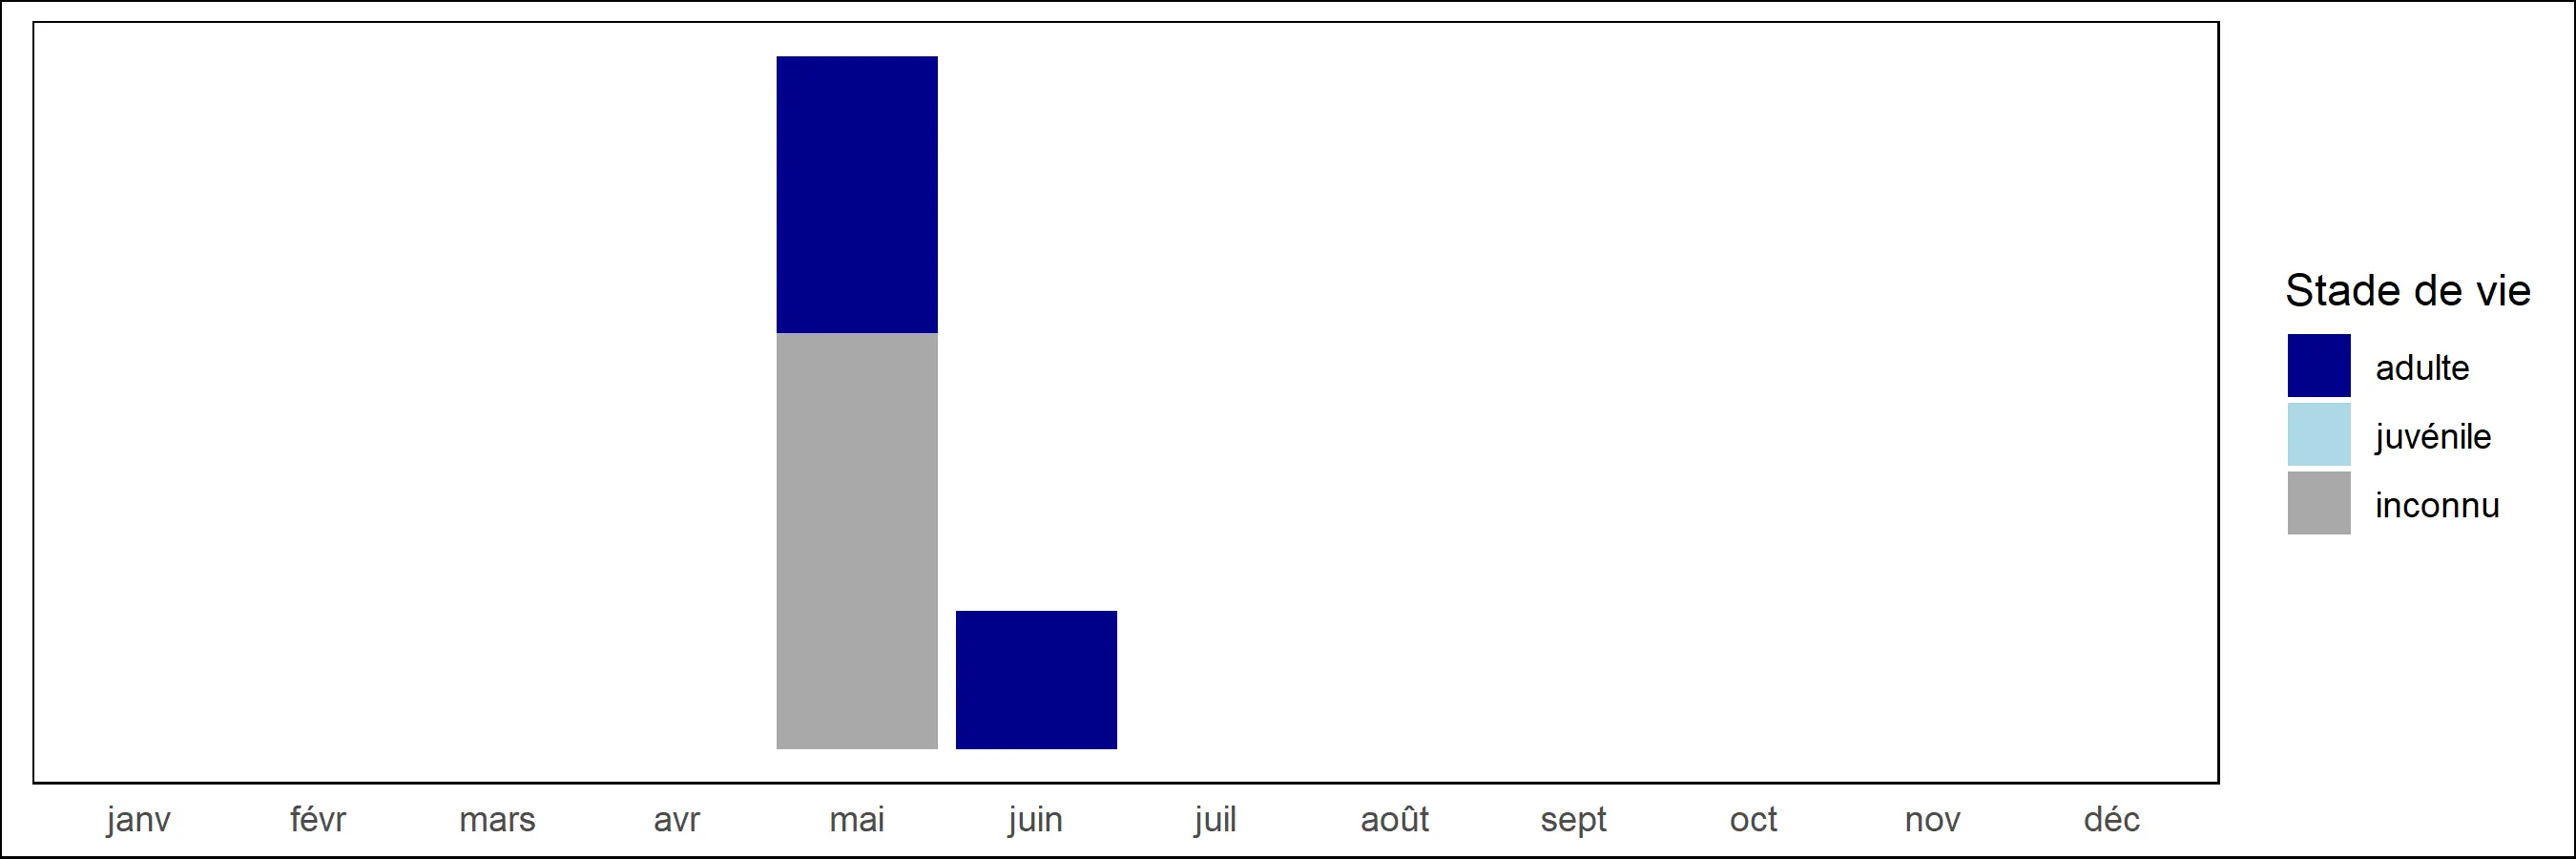 Stade de vie
adulte
juvénile
inconnu
janv févr mars avr mai juin juil août sept oct nov déc